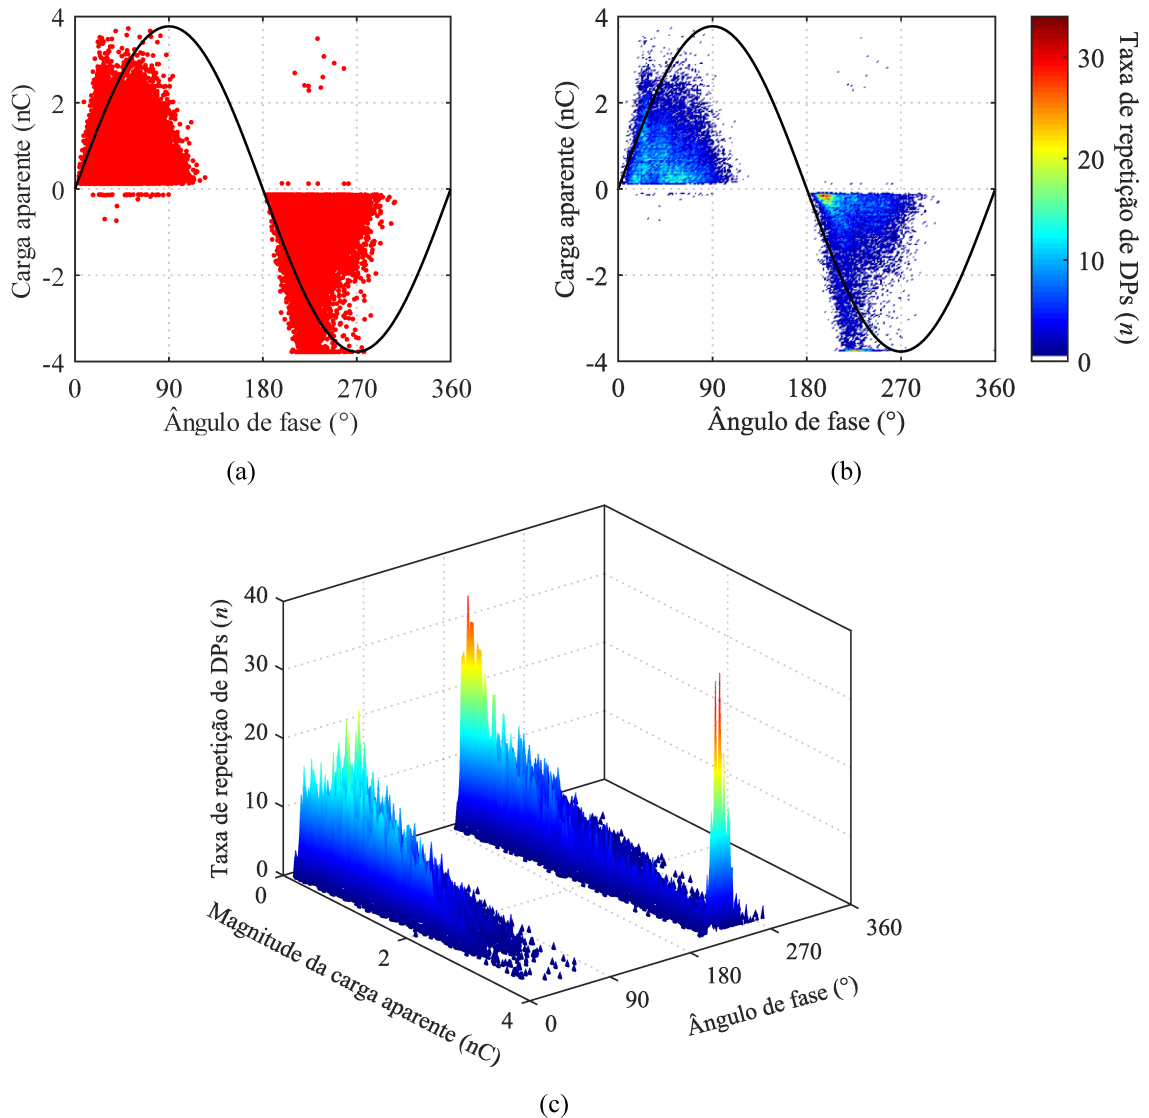 4
2
0
-2
-4
0 90 180 270 360
Carga aparente (nC)
Ângulo de fase (°)
(a)
4
2
0
-2
-4
0 90 180 270 360
Carga aparente (nC)
Ângulo de fase (°)
(b)
30
20
10
0
Taxa de repetição de DPs (n)
40
30
20
10
0
Taxa de repetição de DPs (n)
0
2
4
Magnitude da carga aparente (nC)
0
90
180
270
360
Ângulo de fase (°)
(c)